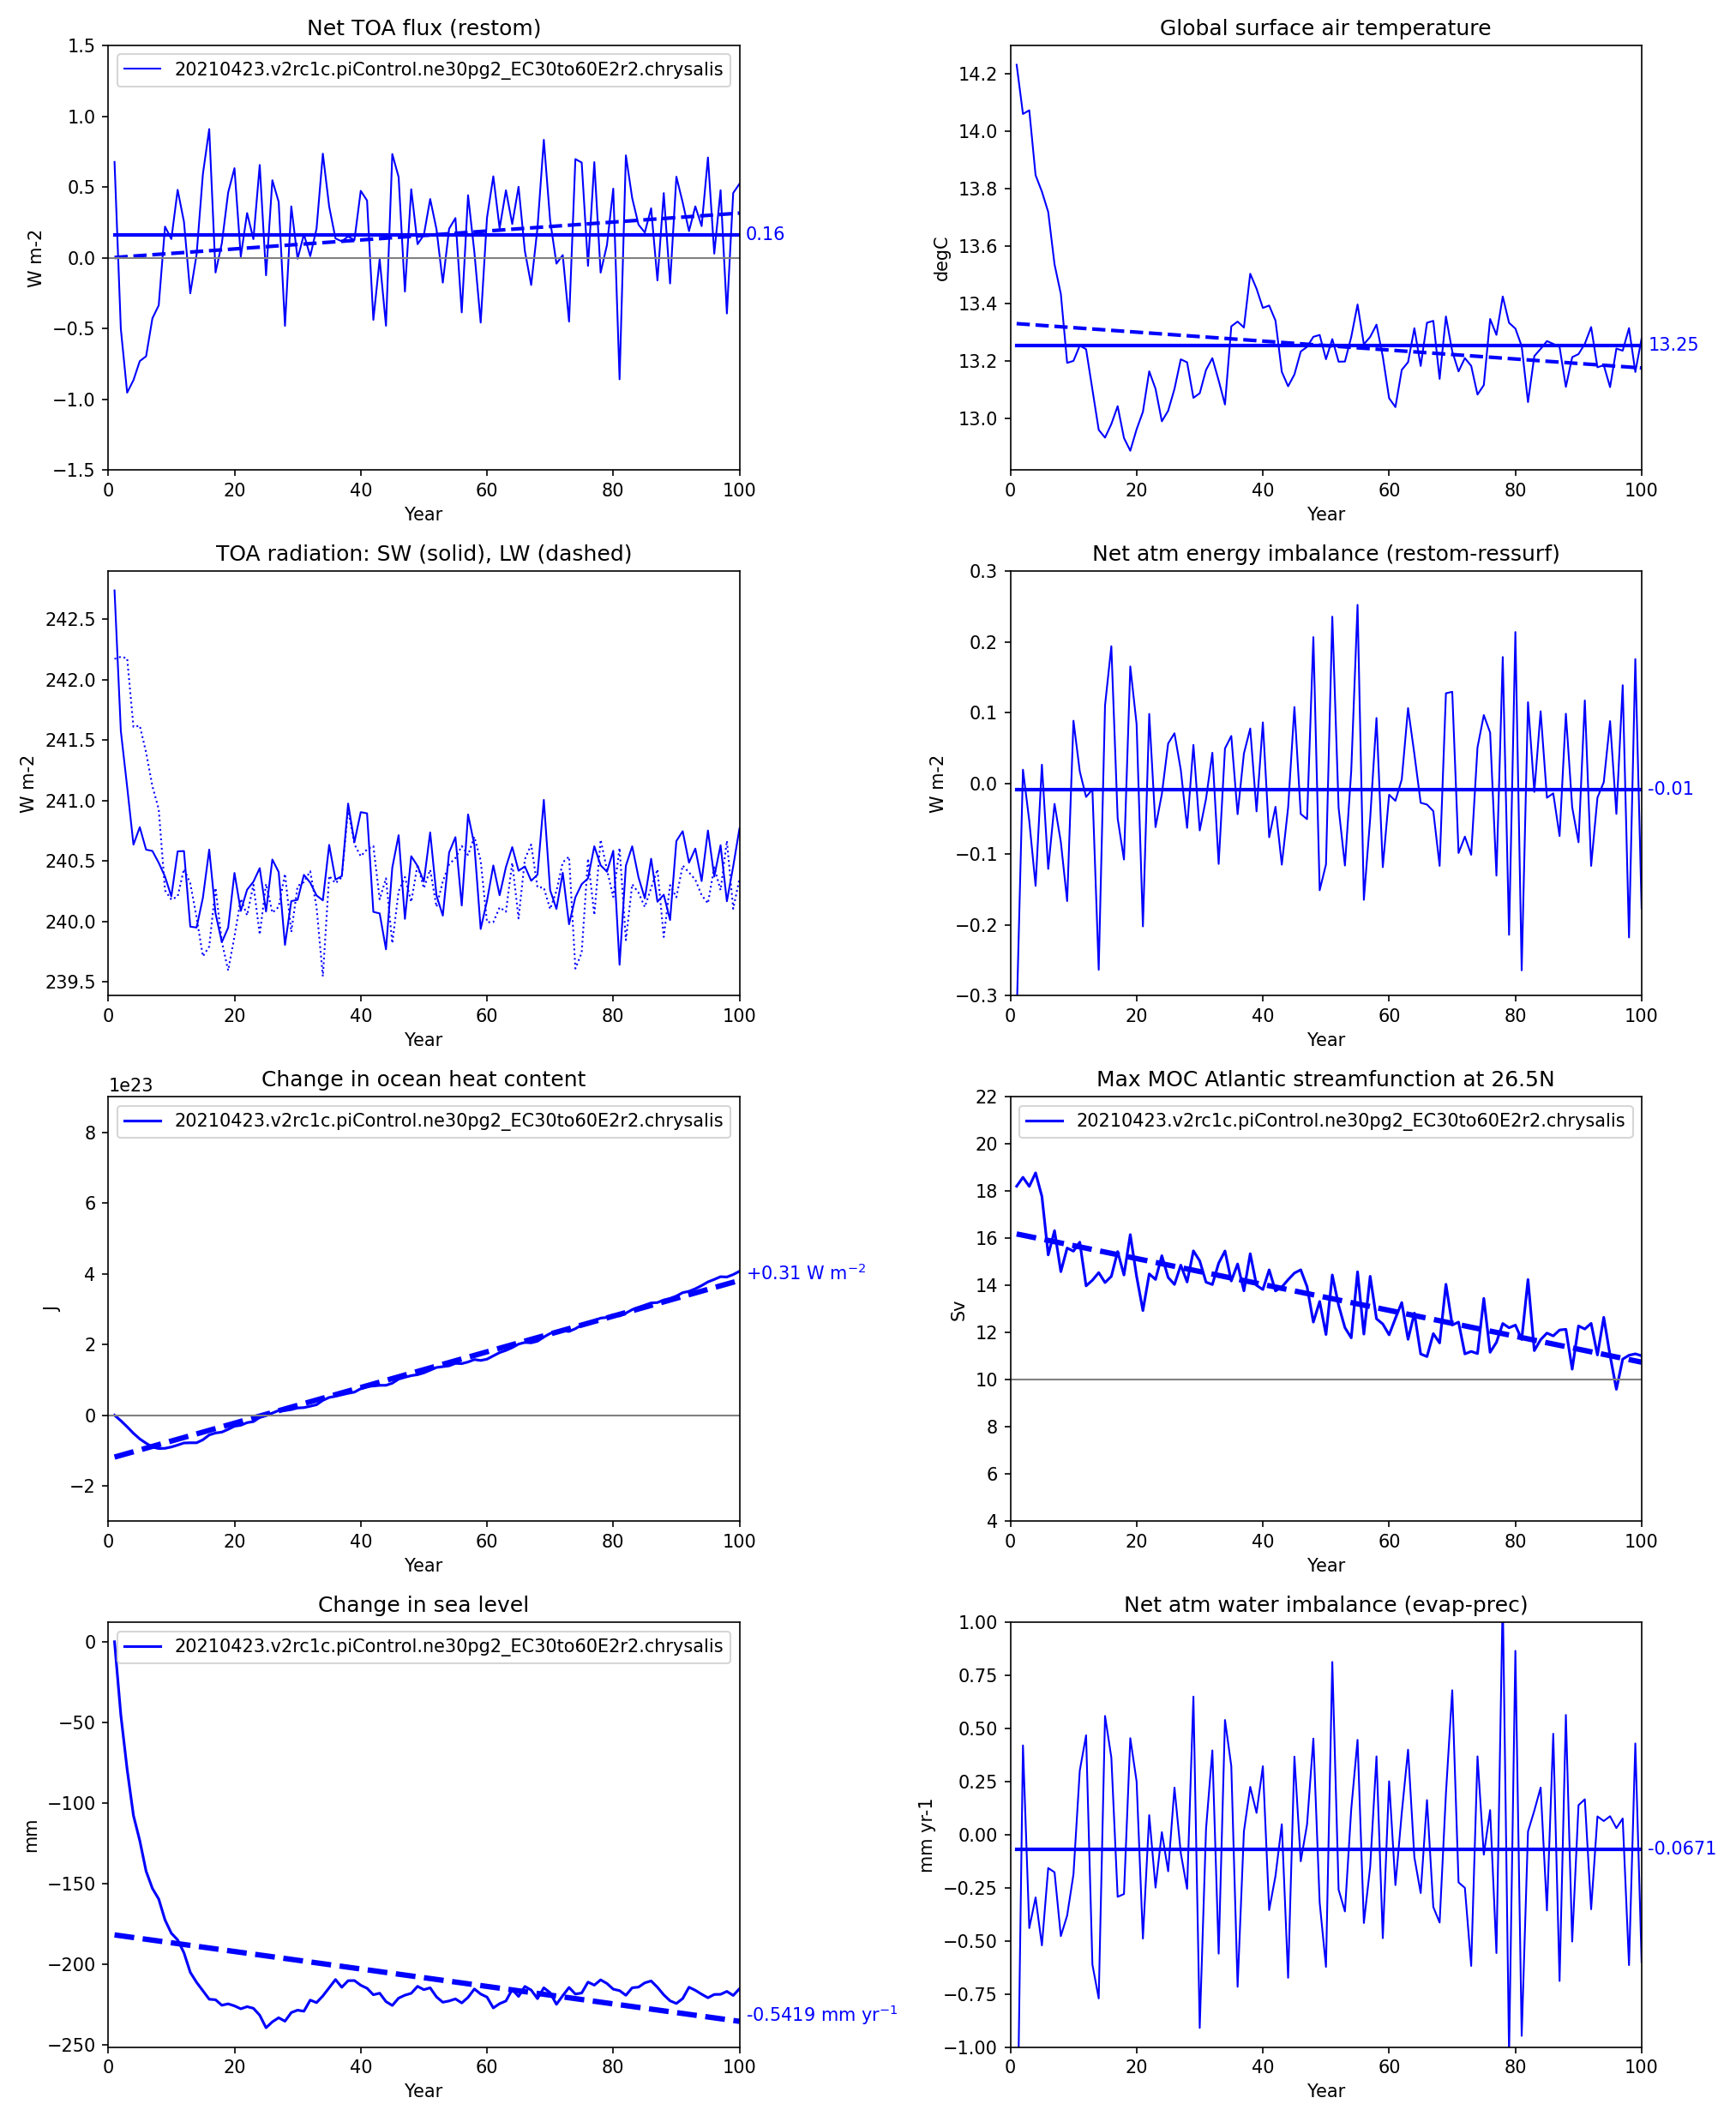 Net TOA flux (restom)
20210423.v2rc1c.piControl.ne30pg2_EC30to60E2r2.chrysalis
1.5
1.0
0.5
0.0
−0.5
−1.0
−1.5
W m-2
0.16
0 20 40 60 80 100
Year
Global surface air temperature
14.2
14.0
13.8
13.6
13.4
13.2
13.0
degC
13.25
0 20 40 60 80 100
Year
TOA radiation: SW (solid), LW (dashed)
242.5
242.0
241.5
241.0
240.5
240.0
239.5
W m-2
0 20 40 60 80 100
Year
Net atm energy imbalance (restom-ressurf)
0.3
0.2
0.1
0.0
−0.1
−0.2
−0.3
W m-2
-0.01
0 20 40 60 80 100
Year
Change in ocean heat content
1e23
20210423.v2rc1c.piControl.ne30pg2_EC30to60E2r2.chrysalis
8
6
4
2
0
−2
J
+0.31 W m⁻²
0 20 40 60 80 100
Year
Max MOC Atlantic streamfunction at 26.5N
20210423.v2rc1c.piControl.ne30pg2_EC30to60E2r2.chrysalis
22
20
18
16
14
12
10
8
6
4
Sv
0 20 40 60 80 100
Year
Change in sea level
20210423.v2rc1c.piControl.ne30pg2_EC30to60E2r2.chrysalis
0
−50
−100
−150
−200
−250
mm
-0.5419 mm yr⁻¹
0 20 40 60 80 100
Year
Net atm water imbalance (evap-prec)
1.00
0.75
0.50
0.25
0.00
−0.25
−0.50
−0.75
−1.00
mm yr-1
-0.0671
0 20 40 60 80 100
Year